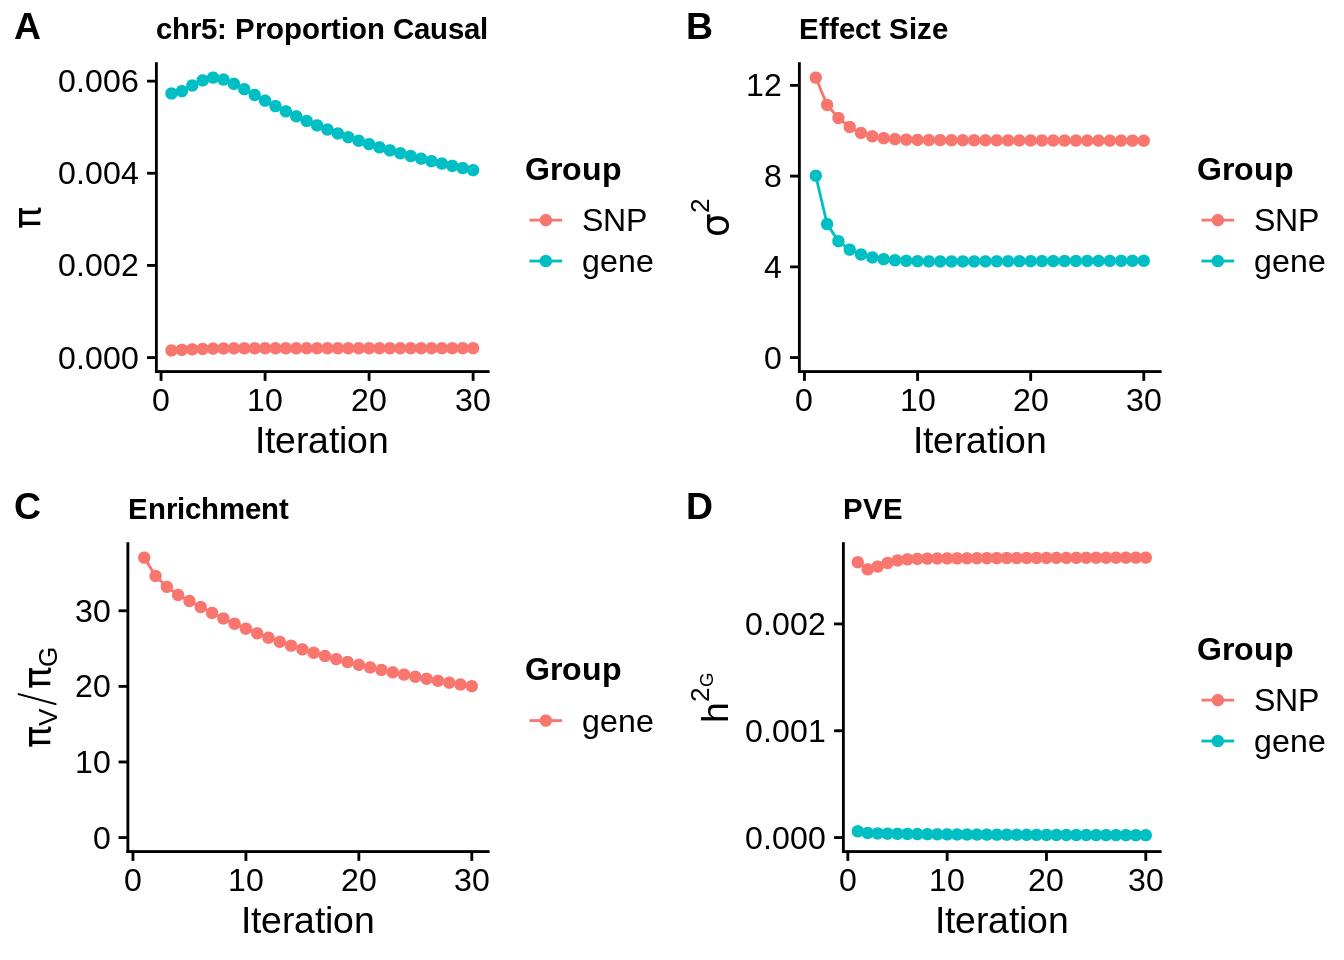 A
chr5: Proportion Causal
π
0.006
0.004
0.002
0.000
0 10 20 30
Iteration
Group
SNP
gene
B
Effect Size
σ²
12
8
4
0
0 10 20 30
Iteration
Group
SNP
gene
C
Enrichment
πV/πG
30
20
10
0
0 10 20 30
Iteration
Group
gene
D
PVE
h²G
0.002
0.001
0.000
0 10 20 30
Iteration
Group
SNP
gene